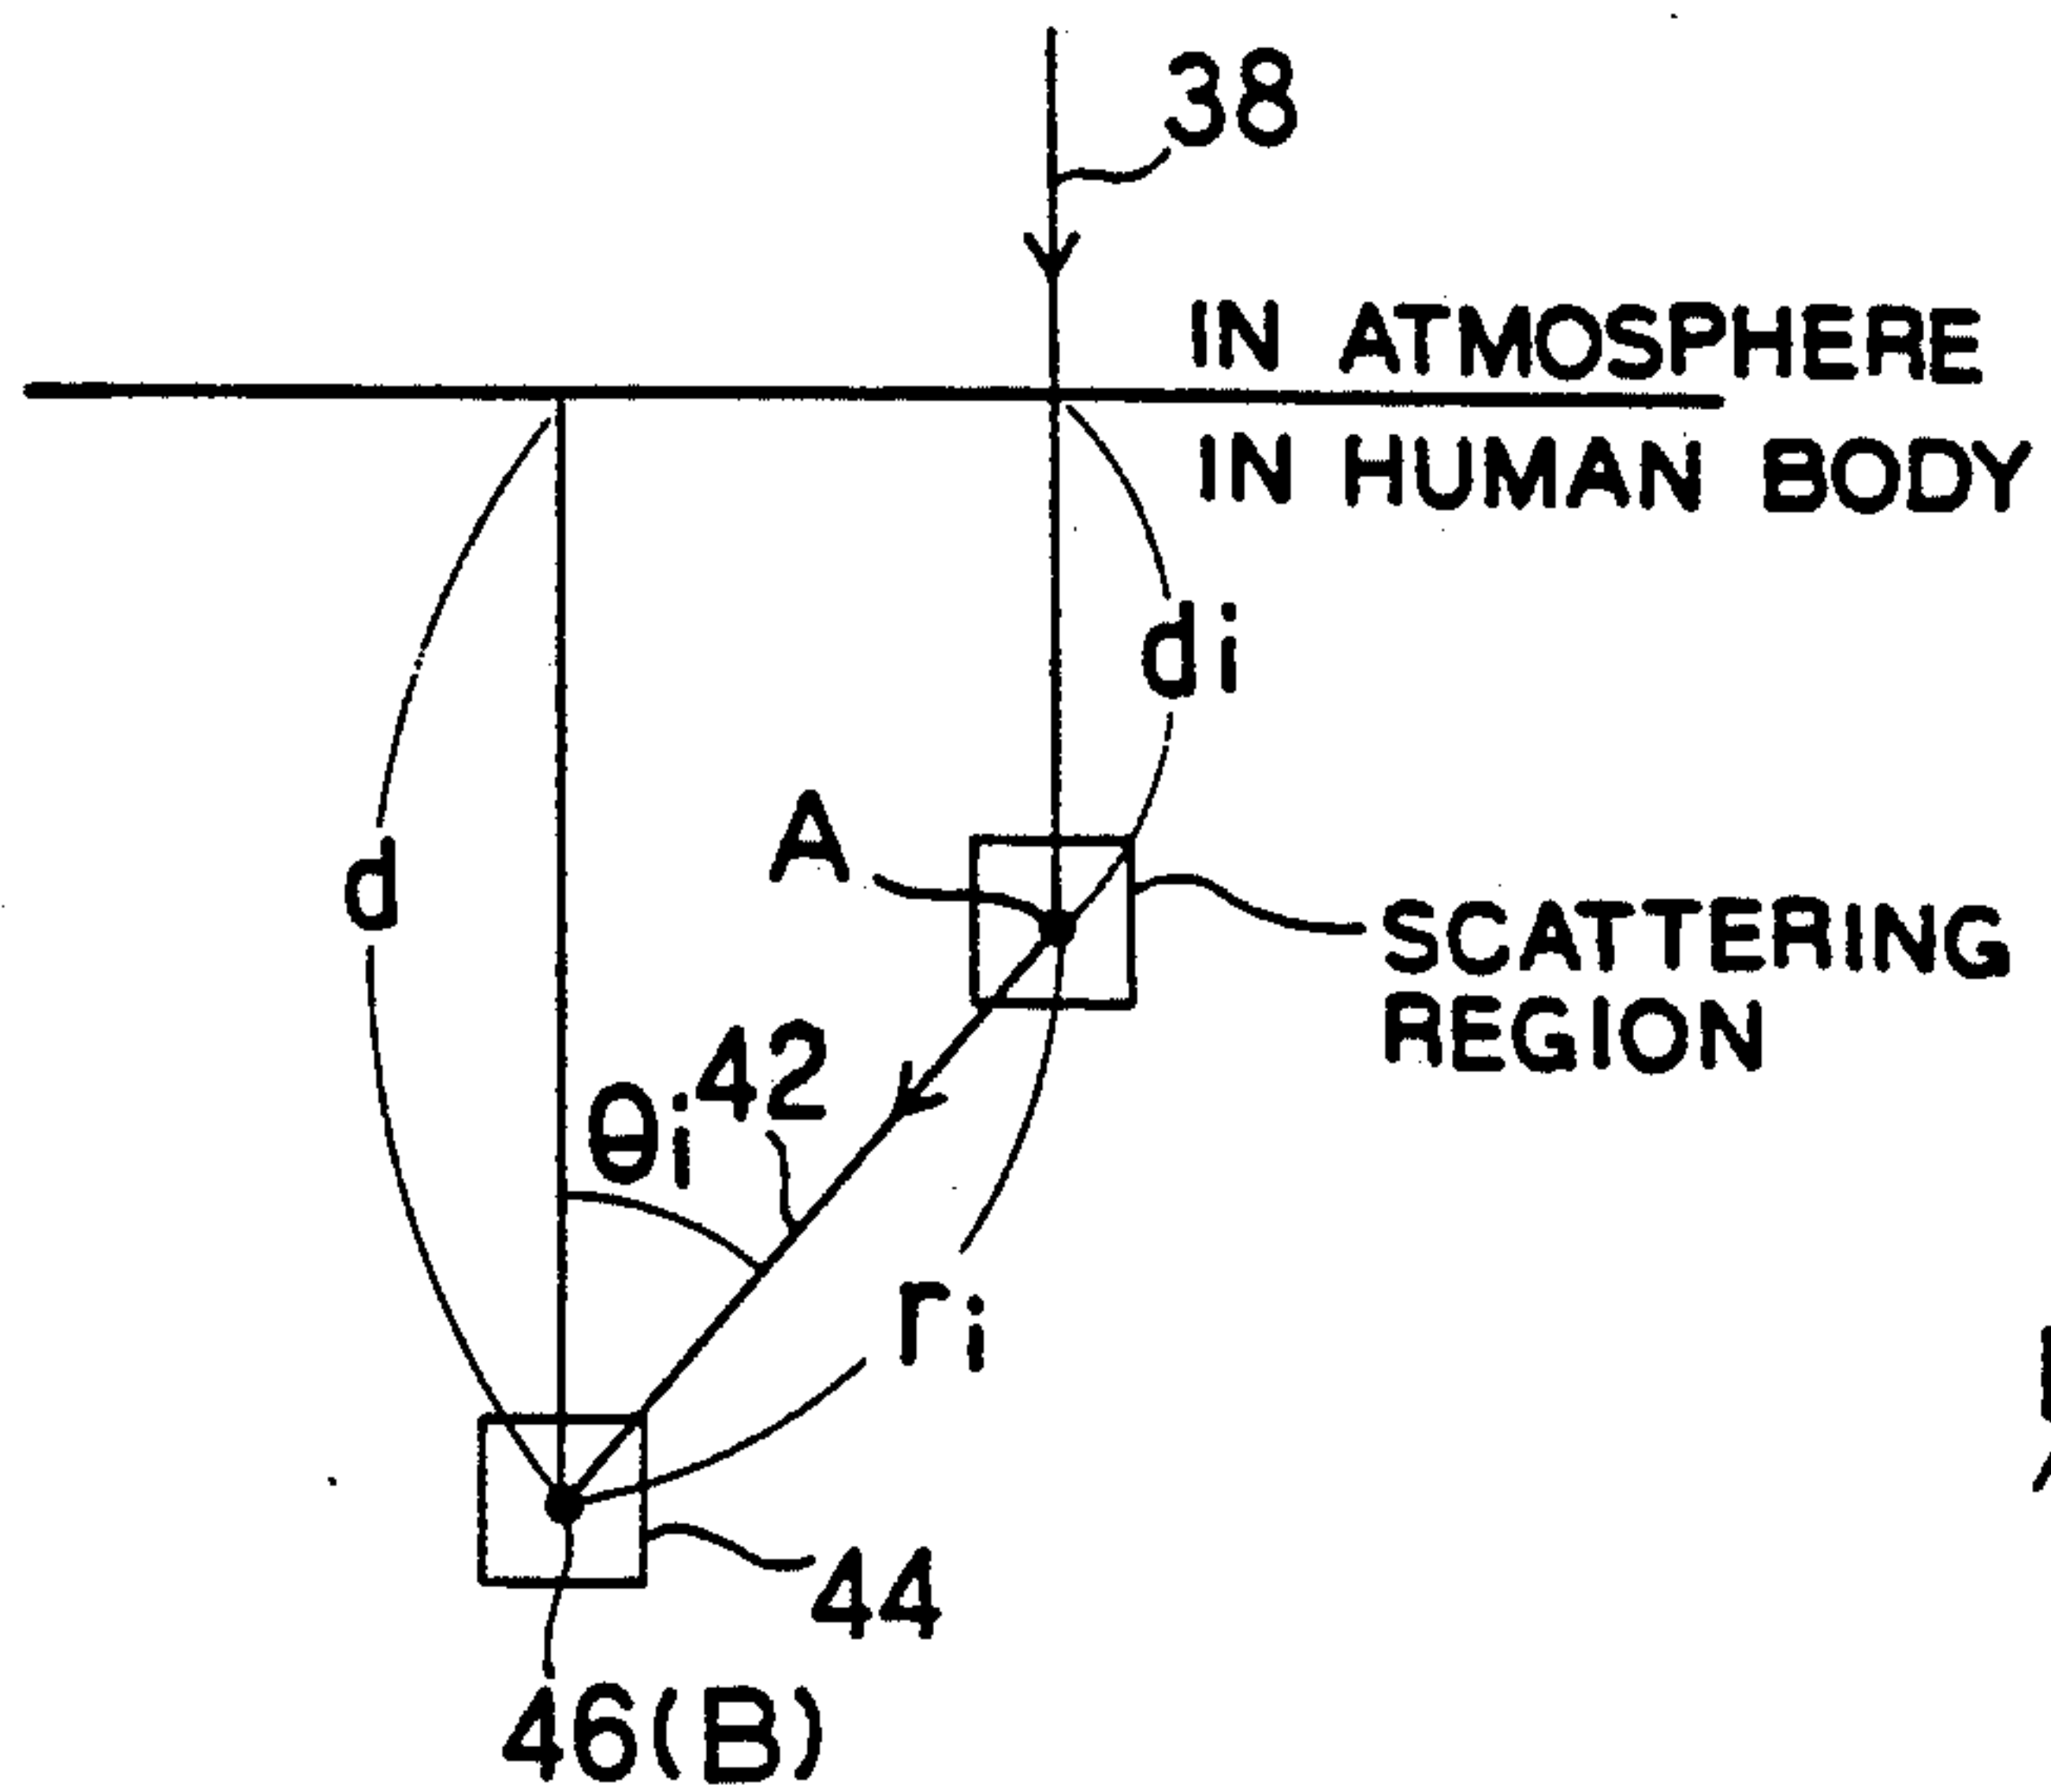 38
IN ATMOSPHERE
IN HUMAN BODY
di
A
d
SCATTERING
REGION
42
θi
ri
44
46(B)